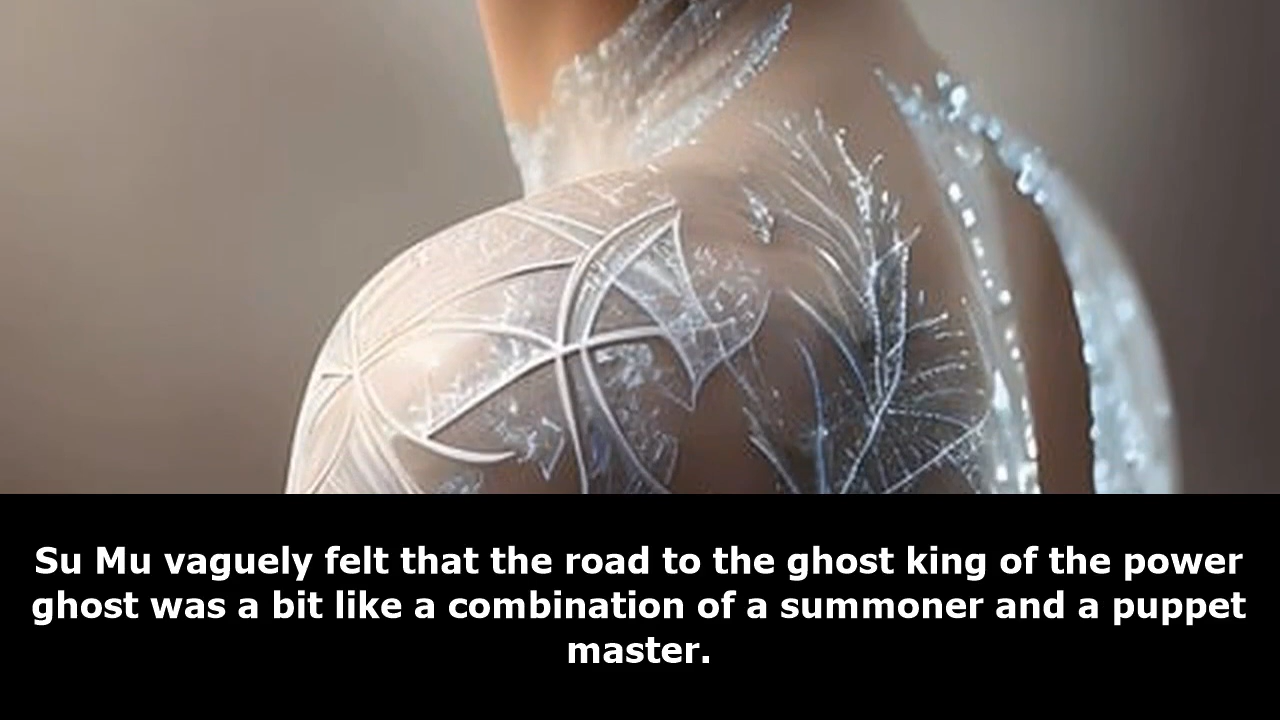 Su Mu vaguely felt that the road to the ghost king of the power
ghost was a bit like a combination of a summoner and a puppet
master.